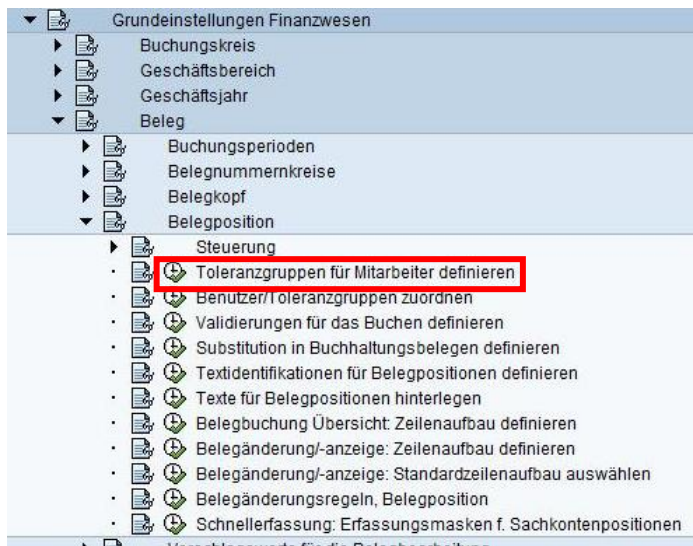 Grundeinstellungen Finanzwesen
Buchungskreis
Geschäftsbereich
Geschäftsjahr
Beleg
Buchungsperioden
Belegnummernkreise
Belegkopf
Belegposition
Steuerung
Toleranzgruppen für Mitarbeiter definieren
Benutzer/Toleranzgruppen zuordnen
Validierungen für das Buchen definieren
Substitution in Buchhaltungsbelegen definieren
Textidentifikationen für Belegpositionen definieren
Texte für Belegpositionen hinterlegen
Belegbuchung Übersicht: Zeilenaufbau definieren
Belegänderung/-anzeige: Zeilenaufbau definieren
Belegänderung/-anzeige: Standardzeilenaufbau auswählen
Belegänderungsregeln, Belegposition
Schnellerfassung: Erfassungsmasken f. Sachkontenpositionen